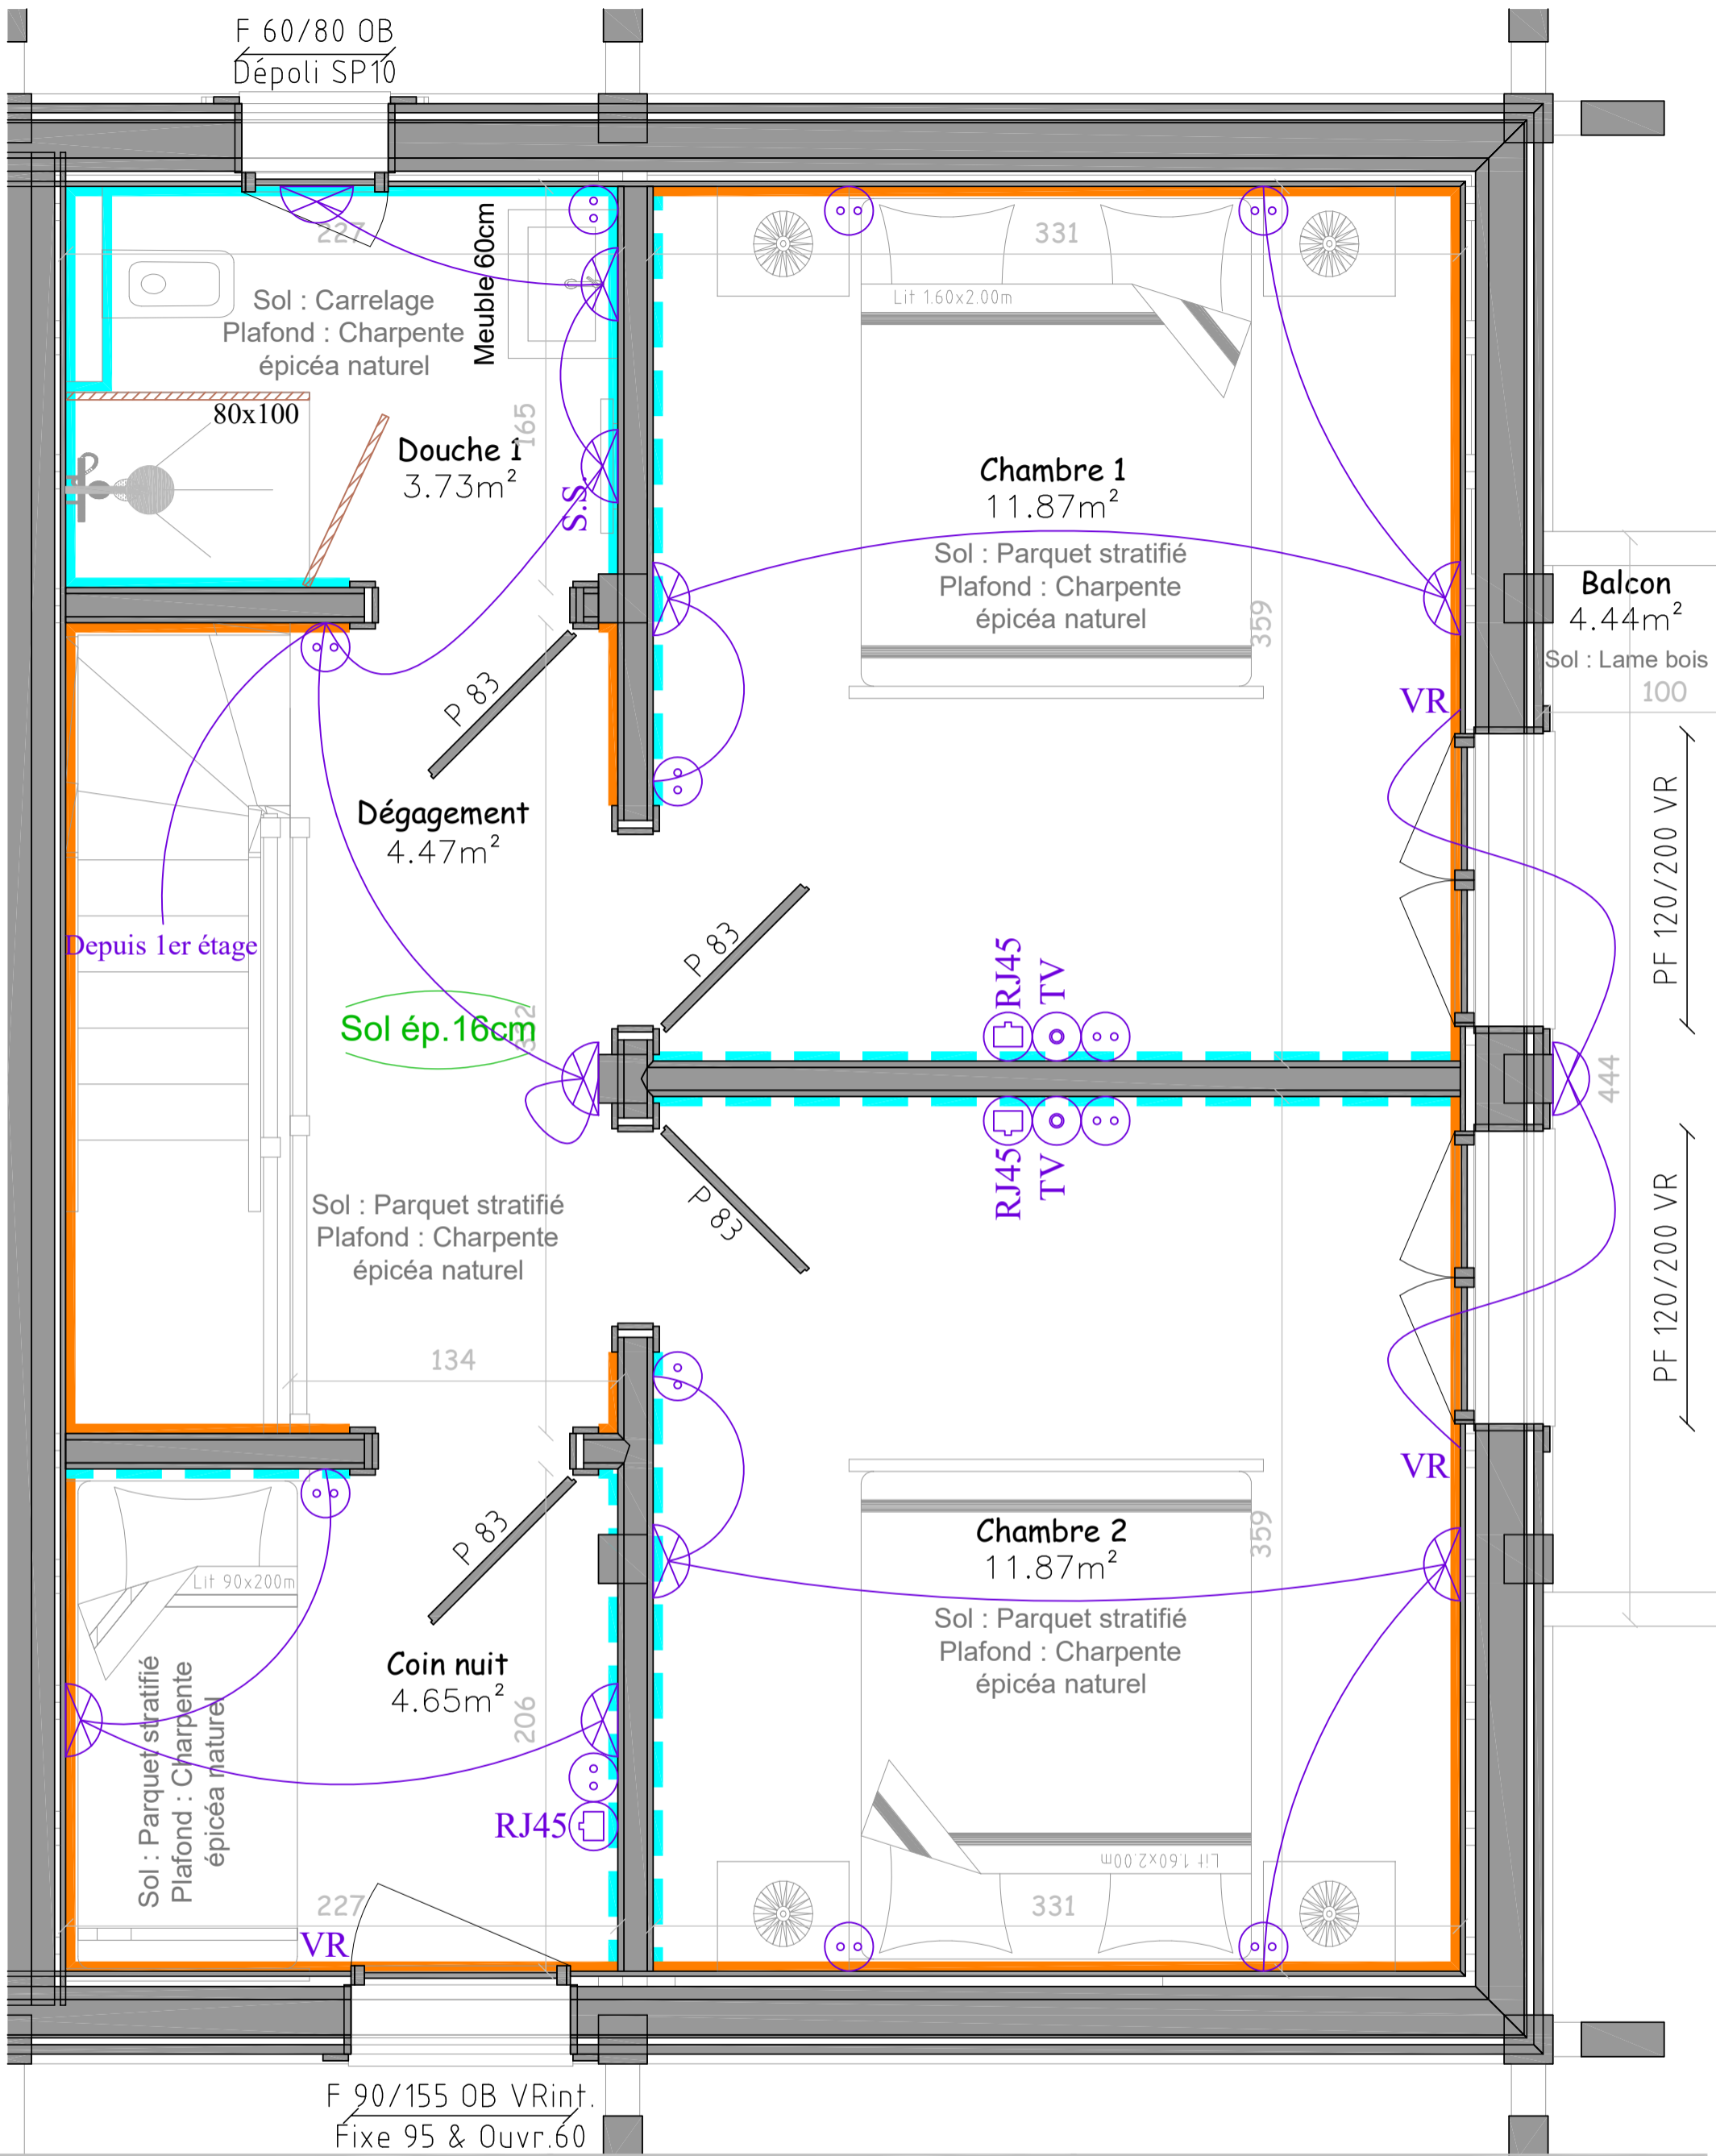 F 60/80 OB
Dépoli SP10
227
Meuble 60cm
Sol : Carrelage
Plafond : Charpente
épicéa naturel
80x100
Douche 1
3.73m²
165
S.S.
331
Lit 1.60x2.00m
Chambre 1
11.87m²
Sol : Parquet stratifié
Plafond : Charpente
épicéa naturel
359
Balcon
4.44m²
Sol : Lame bois
100
VR
P 83
Dégagement
4.47m²
PF 120/200 VR
Depuis 1er étage
P 83
RJ45
TV
Sol ép.16cm
332
444
RJ45
TV
P 83
Sol : Parquet stratifié
Plafond : Charpente
épicéa naturel
PF 120/200 VR
134
VR
P 83
Lit 90x200m
Chambre 2
11.87m²
359
Sol : Parquet stratifié
Plafond : Charpente
épicéa naturel
Coin nuit
4.65m²
206
Sol : Parquet stratifié
Plafond : Charpente
épicéa naturel
RJ45
Lit 1.60x2.00m
227
331
VR
F 90/155 OB VRint.
Fixe 95 & Ouvr.60